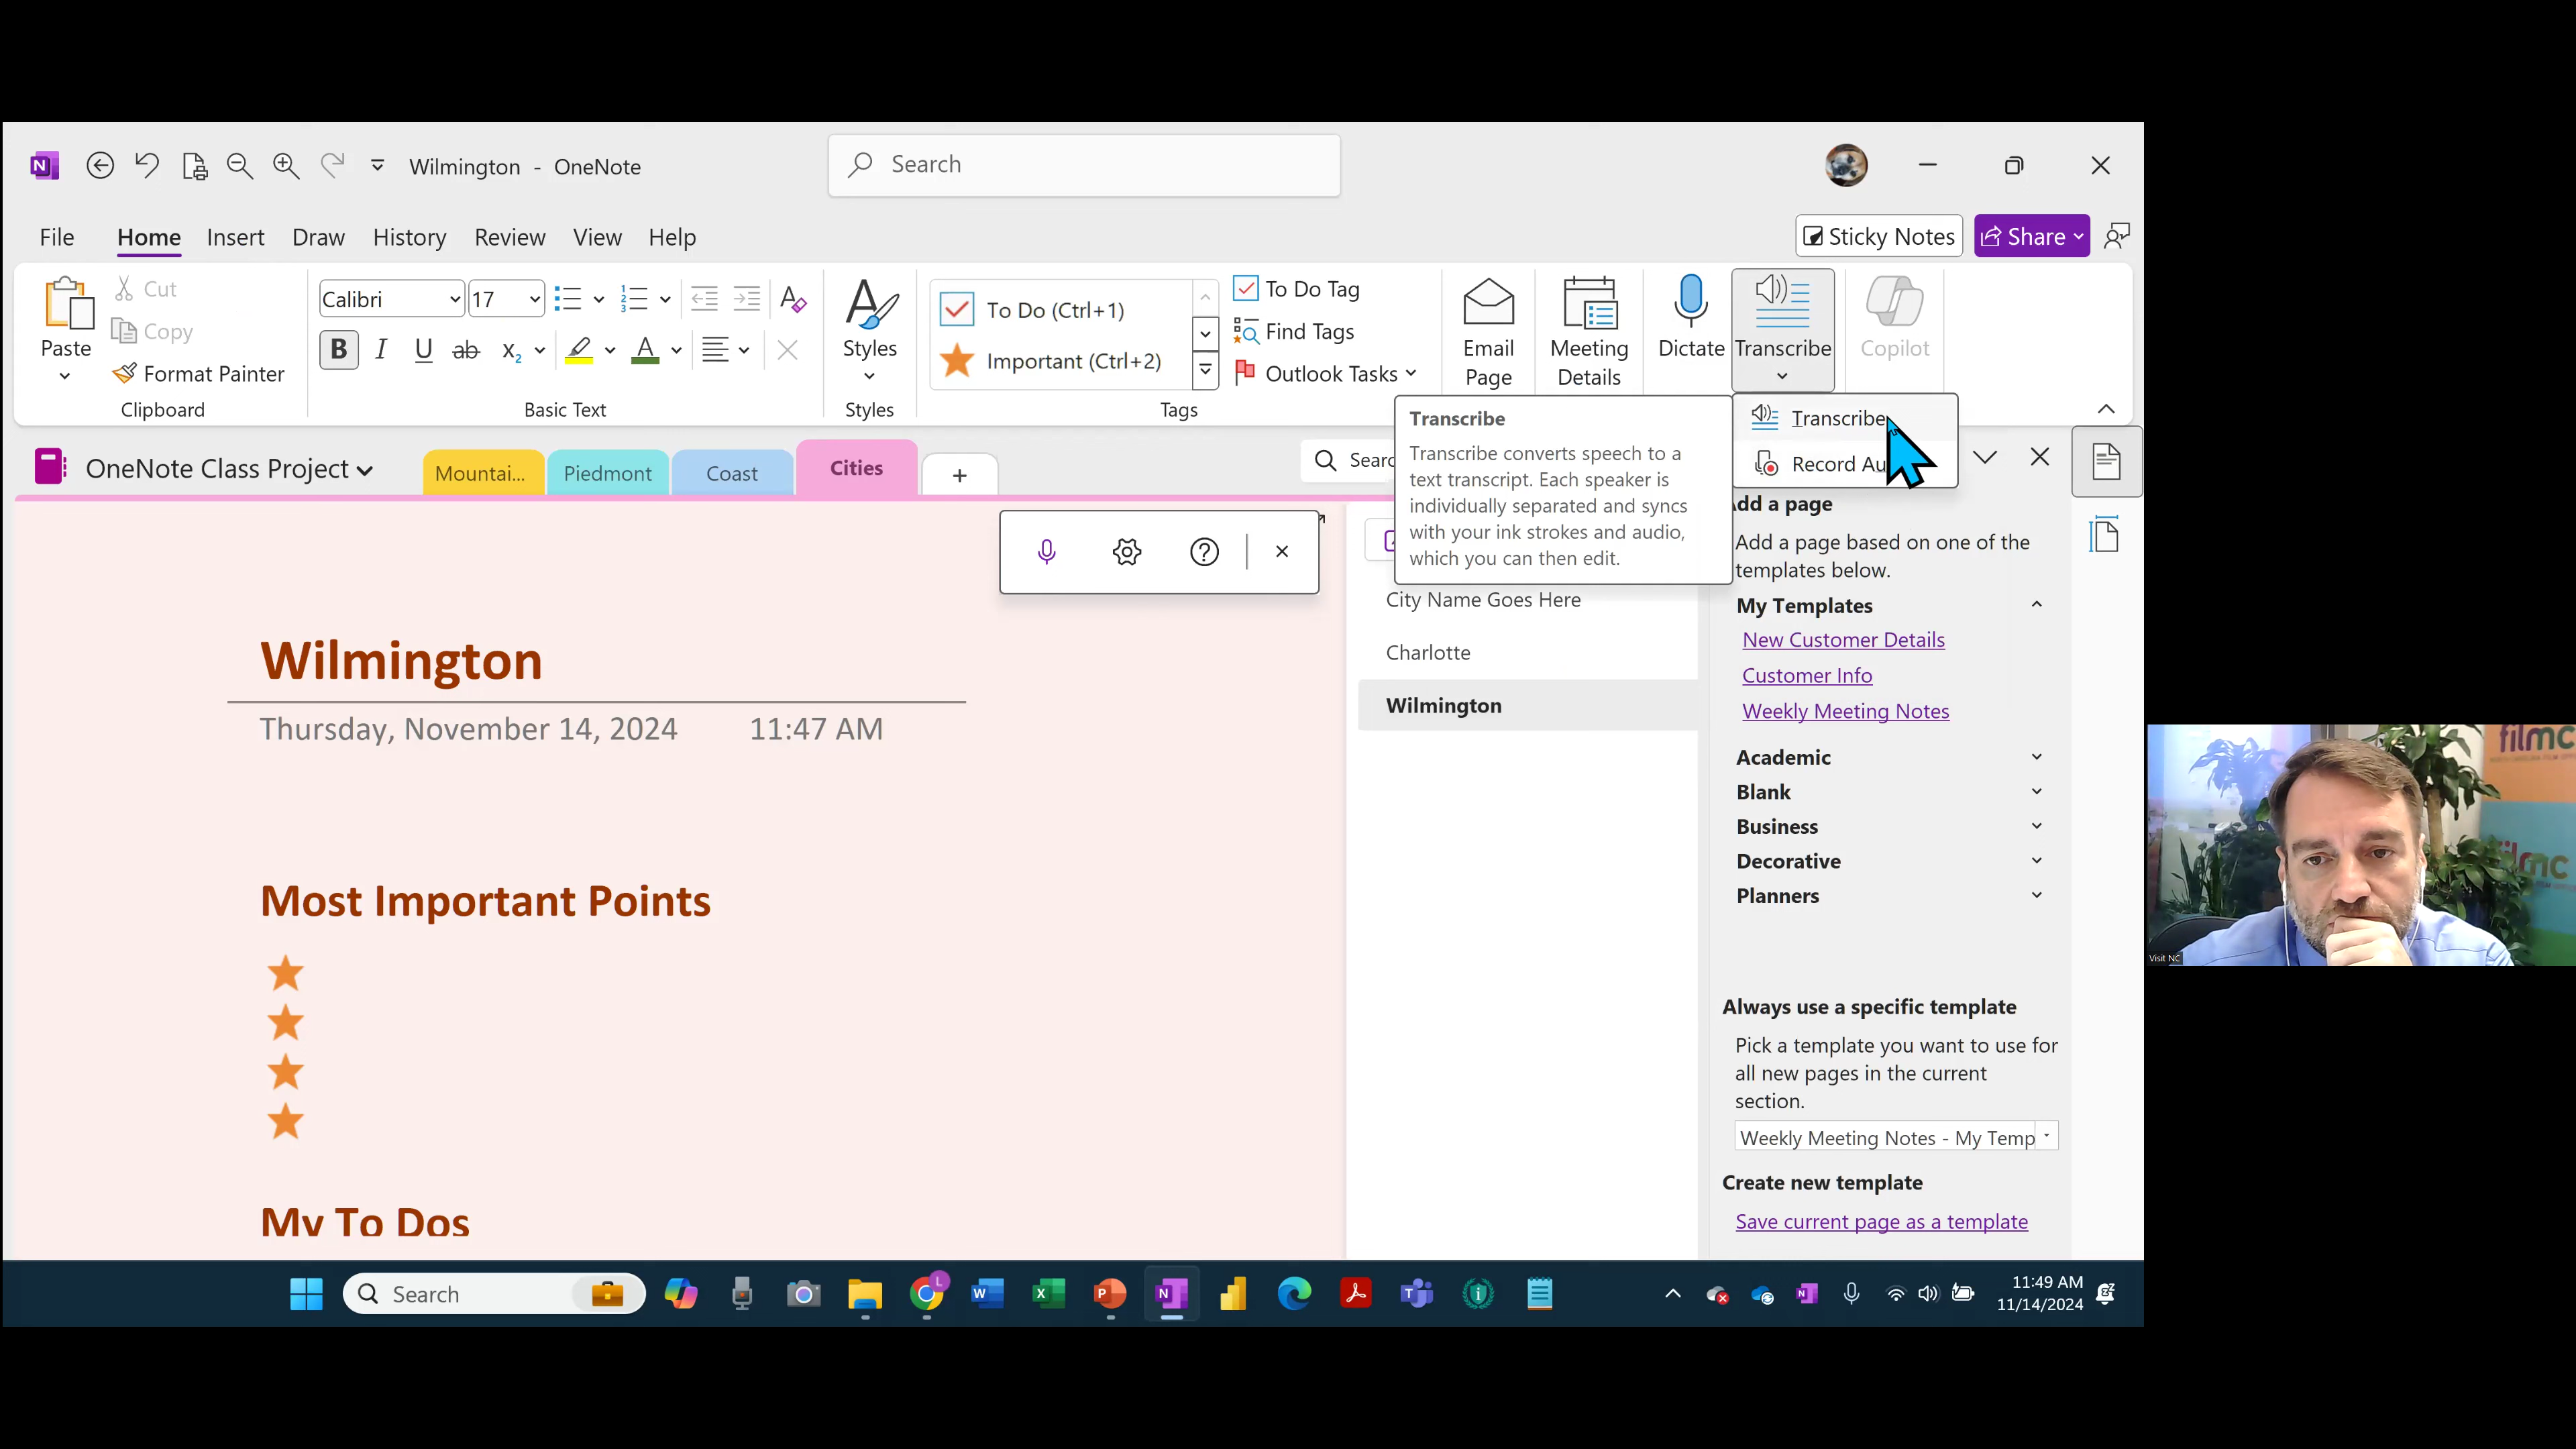 Wilmington - OneNote
Search
File Home Insert Draw History Review View Help
Sticky Notes
Share
Paste
Cut
Copy
Format Painter
Clipboard
Calibri
17
Basic Text
Styles
Styles
To Do (Ctrl+1)
Important (Ctrl+2)
To Do Tag
Find Tags
Outlook Tasks
Tags
Email
Page
Meeting
Details
Dictate
Transcribe
Copilot
Transcribe
Record Au
Transcribe
Transcribe converts speech to a
text transcript. Each speaker is
individually separated and syncs
with your ink strokes and audio,
which you can then edit.
OneNote Class Project
Mountai...
Piedmont
Coast
Cities
Searc
Wilmington
Thursday, November 14, 2024 11:47 AM
Most Important Points
My To Dos
City Name Goes Here
Charlotte
Wilmington
Add a page
Add a page based on one of the
templates below.
My Templates
New Customer Details
Customer Info
Weekly Meeting Notes
Academic
Blank
Business
Decorative
Planners
Always use a specific template
Pick a template you want to use for
all new pages in the current
section.
Weekly Meeting Notes - My Temp
Create new template
Save current page as a template
filmc
Visit NC
Search
11:49 AM
11/14/2024